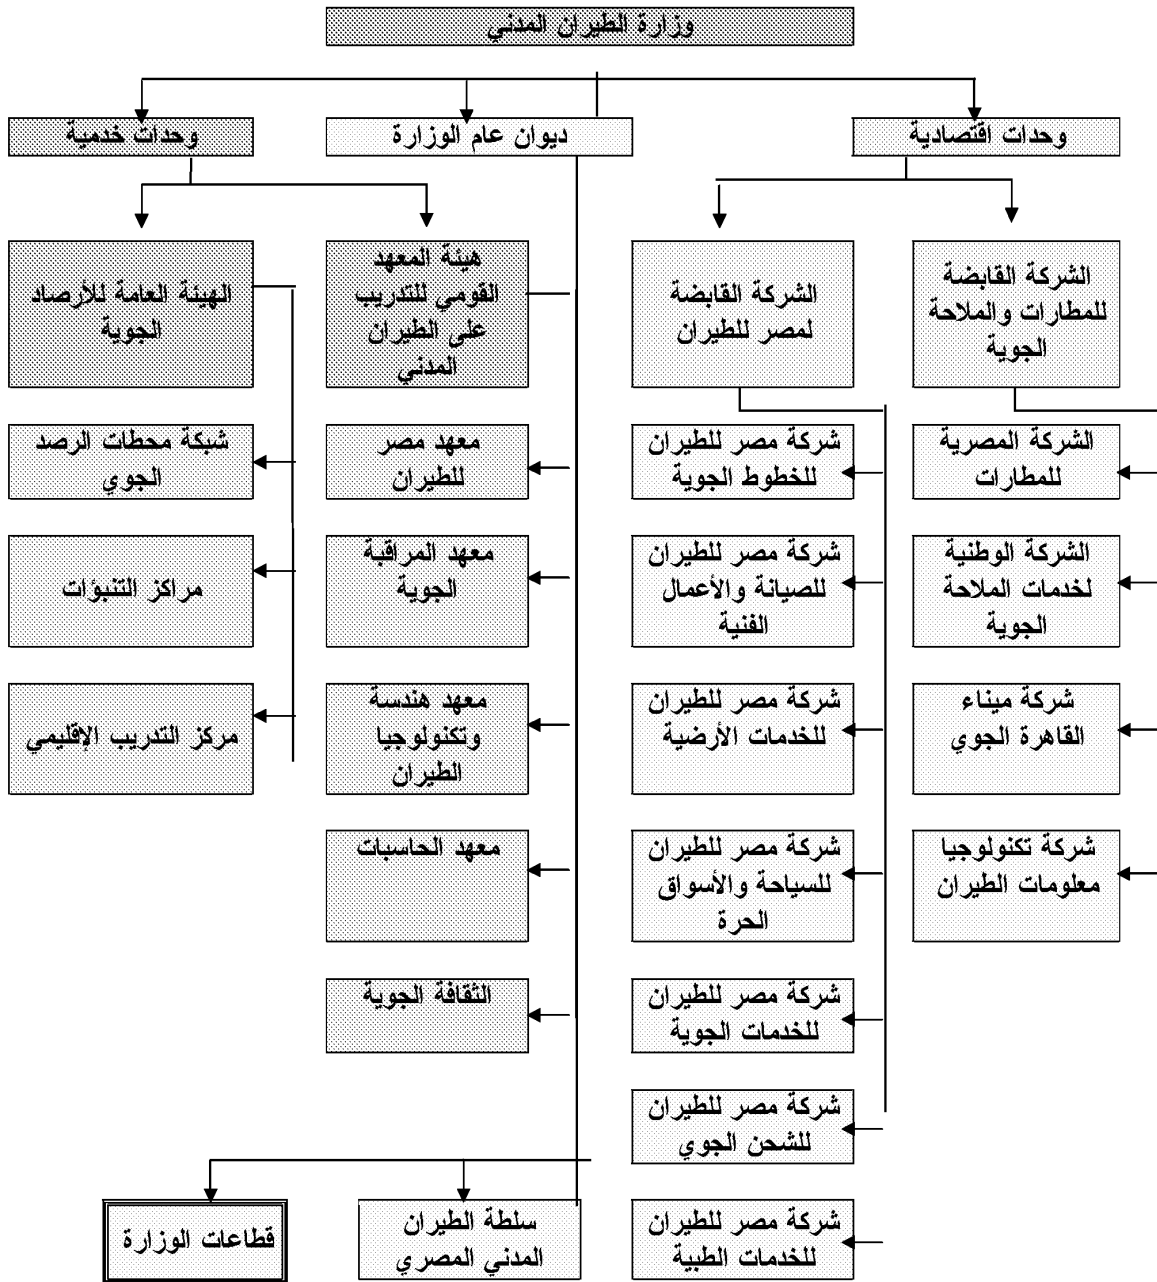 وزارة الطيران المدني
وحدات اقتصادية
ديوان عام الوزارة
وحدات خدمية
الشركة القابضة
للمطارات والملاحة
الجوية
الشركة القابضة
لمصر للطيران
هيئة المعهد
القومي للتدريب
على الطيران
المدني
الهيئة العامة للأرصاد
الجوية
الشركة المصرية
للمطارات
شركة مصر للطيران
للخطوط الجوية
معهد مصر
للطيران
شبكة محطات الرصد
الجوي
الشركة الوطنية
لخدمات الملاحة
الجوية
شركة مصر للطيران
للصيانة والأعمال
الفنية
معهد المراقبة
الجوية
مراكز التنبؤات
شركة ميناء
القاهرة الجوي
شركة مصر للطيران
للخدمات الأرضية
معهد هندسة
وتكنولوجيا
الطيران
مركز التدريب الإقليمي
شركة تكنولوجيا
معلومات الطيران
شركة مصر للطيران
للسياحة والأسواق
الحرة
معهد الحاسبات
شركة مصر للطيران
للخدمات الجوية
الثقافة الجوية
شركة مصر للطيران
للشحن الجوي
شركة مصر للطيران
للخدمات الطبية
سلطة الطيران
المدني المصري
قطاعات الوزارة